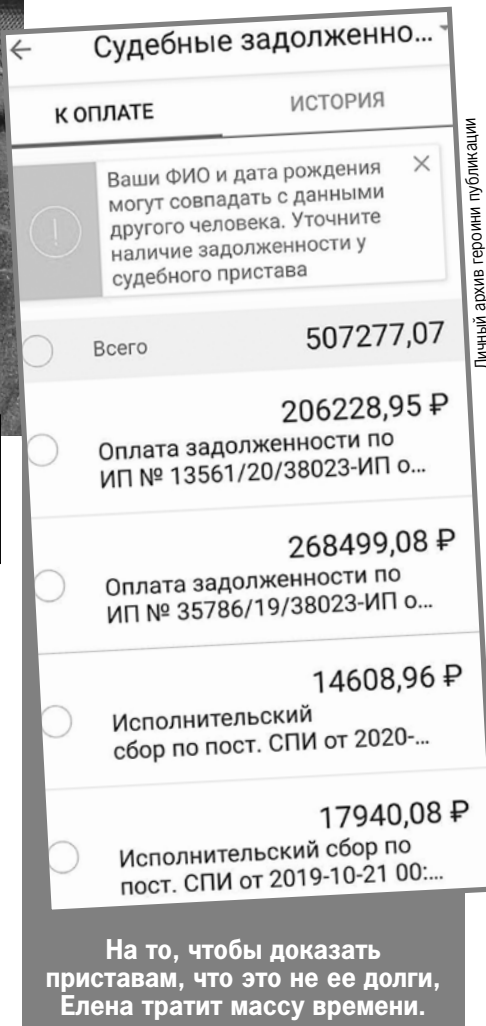 Судебные задолженно...
К ОПЛАТЕ
ИСТОРИЯ
Ваши ФИО и дата рождения
могут совпадать с данными
другого человека. Уточните
наличие задолженности у
судебного пристава
Всего
507277,07
206228,95 ₽
Оплата задолженности по
ИП № 13561/20/38023-ИП о...
268499,08 ₽
Оплата задолженности по
ИП № 35786/19/38023-ИП о...
14608,96 ₽
Исполнительский
сбор по пост. СПИ от 2020-...
17940,08 ₽
Исполнительский сбор по
пост. СПИ от 2019-10-21 00:...
Личный архив героини публикации
На то, чтобы доказать
приставам, что это не ее долги,
Елена тратит массу времени.